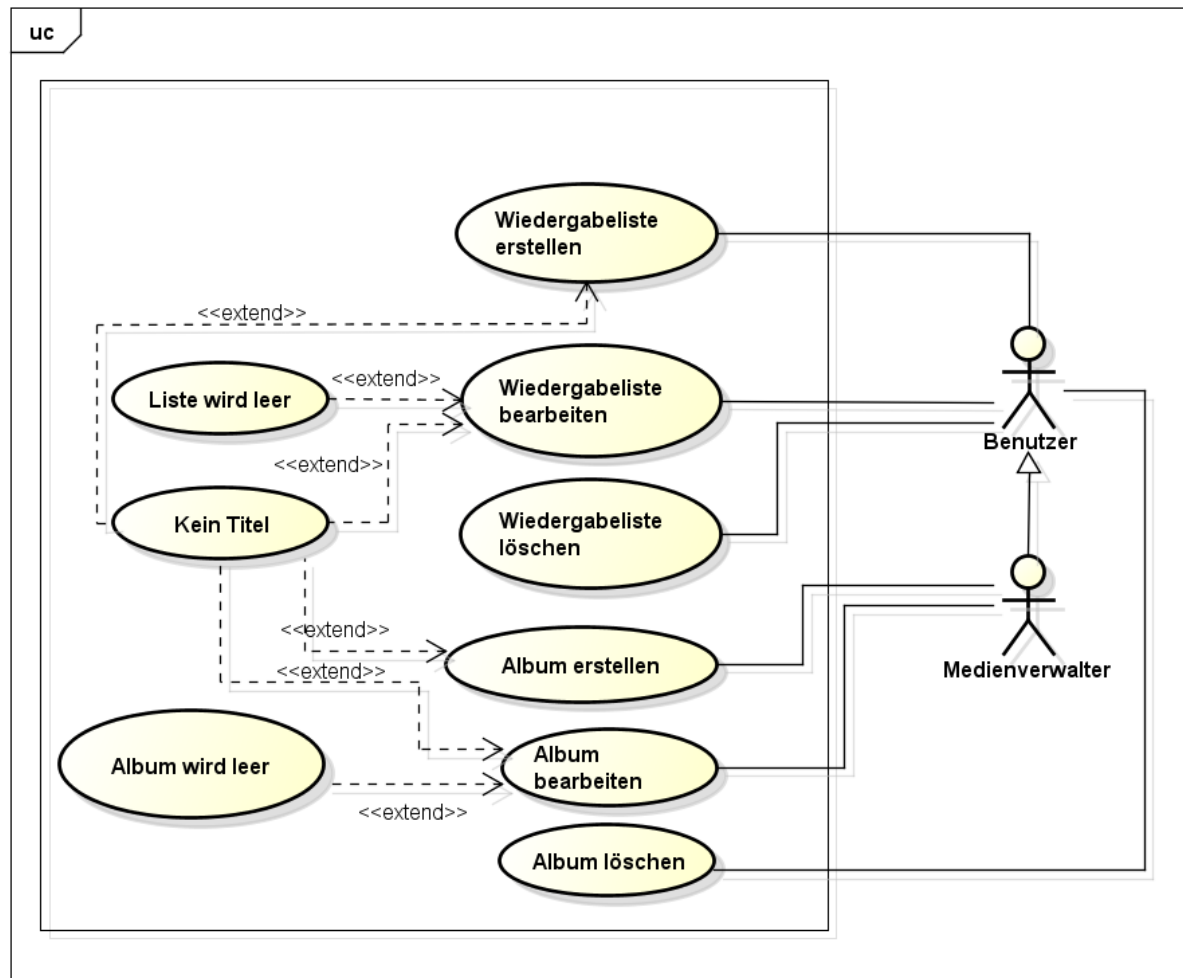 uc
Wiedergabeliste
erstellen
<<extend>>
Liste wird leer
<<extend>>
Wiedergabeliste
bearbeiten
Benutzer
<<extend>>
Kein Titel
Wiedergabeliste
löschen
<<extend>>
Album erstellen
Medienverwalter
<<extend>>
Album wird leer
Album
bearbeiten
<<extend>>
Album löschen